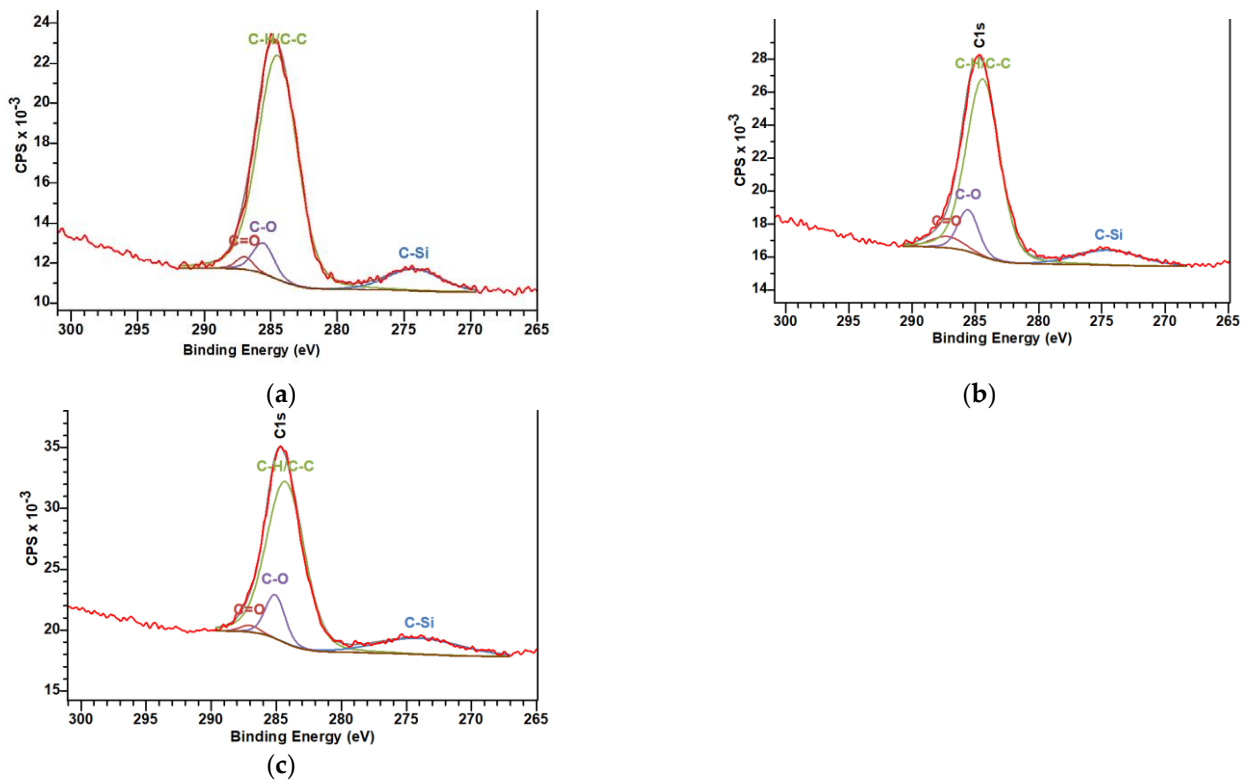 24
22
20
18
16
14
12
10
CPS x 10⁻³
C-H/C-C
C-O
C=O
C-Si
300 295 290 285 280 275 270 265
Binding Energy (eV)
(a)
28
26
24
22
20
18
16
14
CPS x 10⁻³
C1s
C-H/C-C
C-O
C=O
C-Si
300 295 290 285 280 275 270 265
Binding Energy (eV)
(b)
35
30
25
20
15
CPS x 10⁻³
C1s
C-H/C-C
C-O
C=O
C-Si
300 295 290 285 280 275 270 265
Binding Energy (eV)
(c)